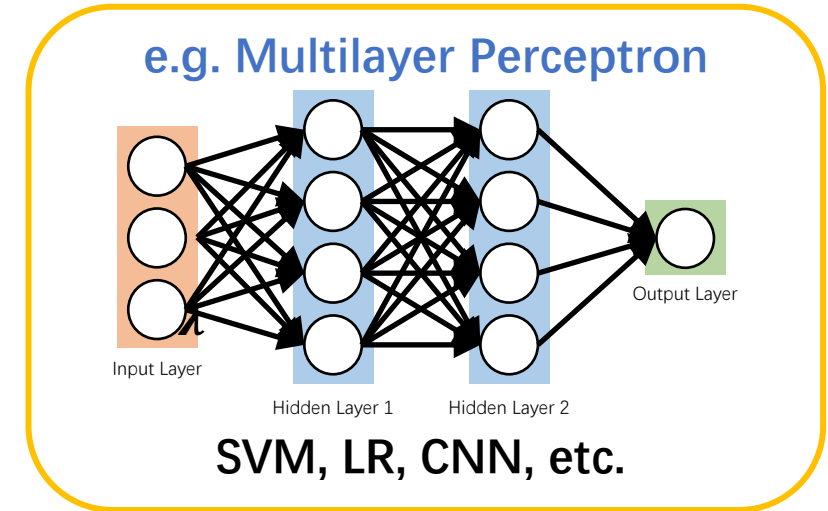 e.g. Multilayer Perceptron
Output Layer
Input Layer
Hidden Layer 1
Hidden Layer 2
SVM, LR, CNN, etc.